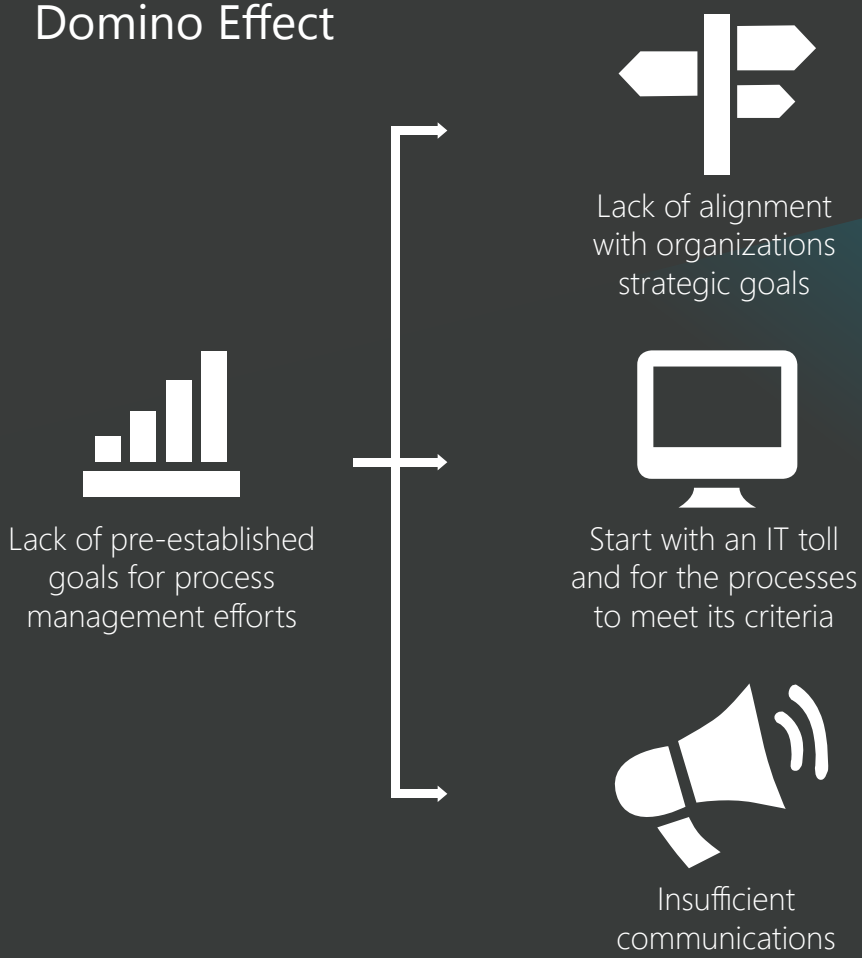 Domino Effect
Lack of alignment
with organizations
strategic goals
Lack of pre-established
goals for process
management efforts
Start with an IT toll
and for the processes
to meet its criteria
Insufficient
communications